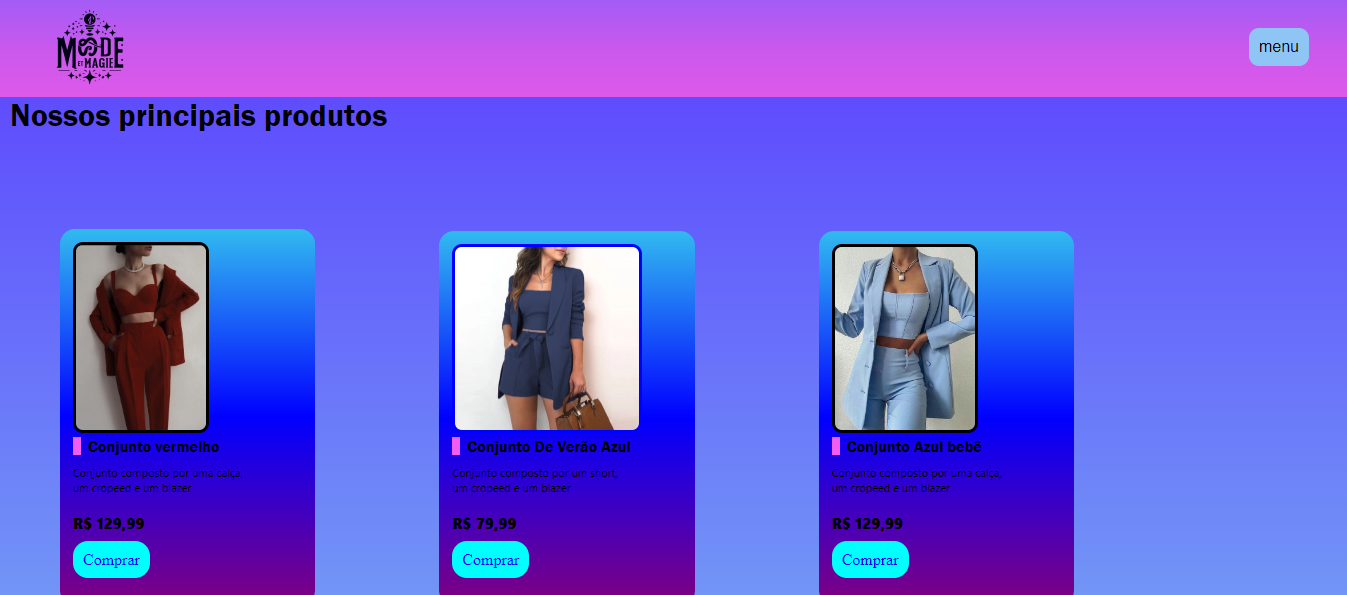 MODE
ET MAGIE
menu
Nossos principais produtos
Conjunto vermelho
Conjunto composto por uma calça,
um cropeed e um blazer
R$ 129,99
Comprar
Conjunto De Verão Azul
Conjunto composto por um short,
um cropeed e um blazer
R$ 79,99
Comprar
Conjunto Azul bebê
Conjunto composto por uma calça,
um cropeed e um blazer
R$ 129,99
Comprar